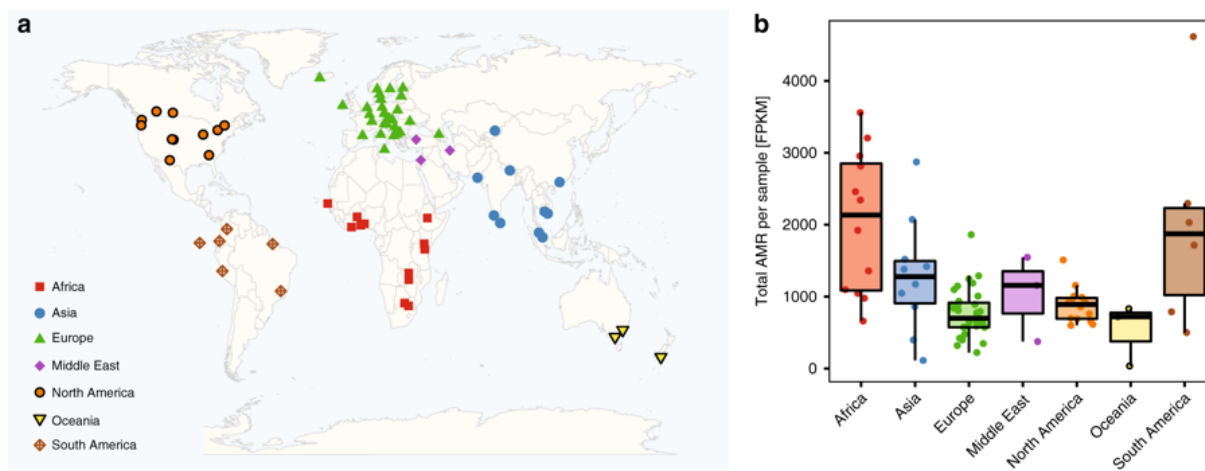 a
Africa
Asia
Europe
Middle East
North America
Oceania
South America
b
Total AMR per sample [FPKM]
4000
3000
2000
1000
0
Africa
Asia
Europe
Middle East
North America
Oceania
South America